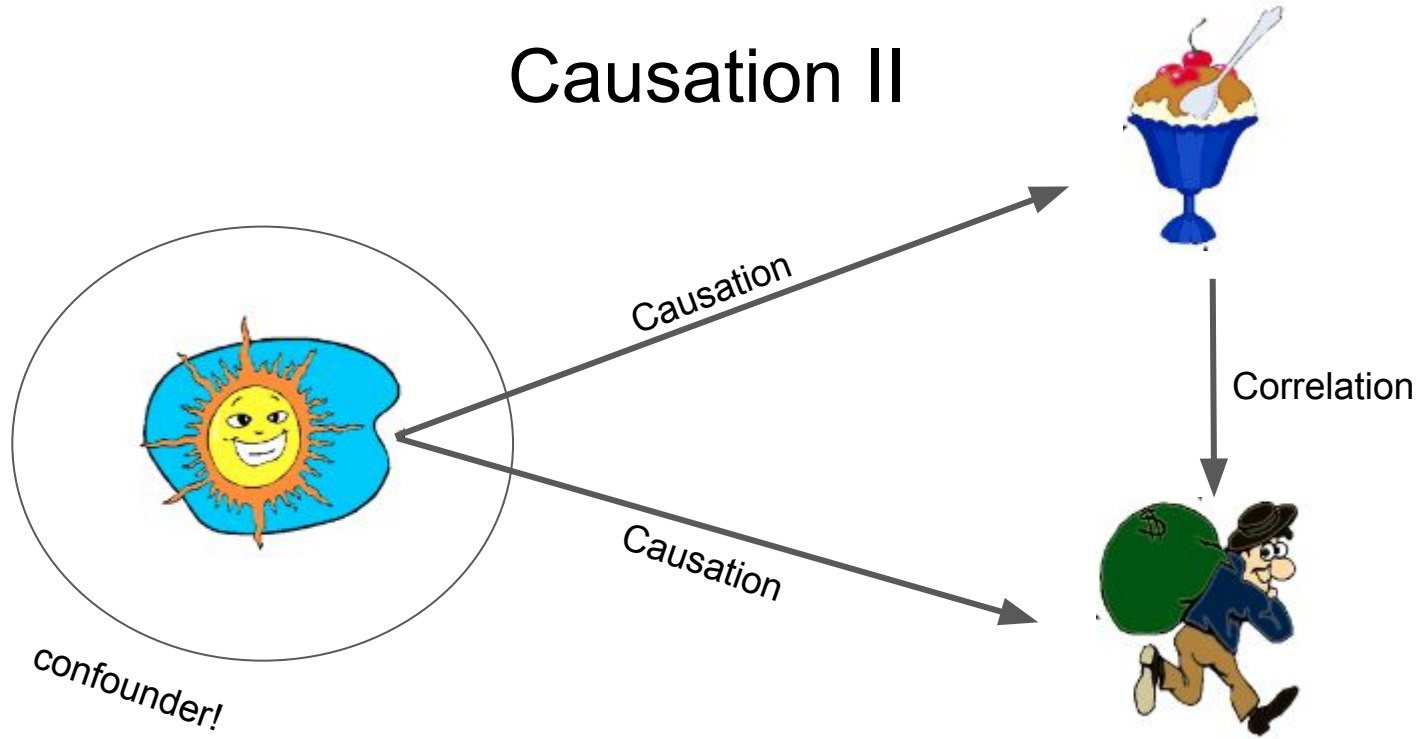 Causation II
Causation
Correlation
Causation
confounder!
$